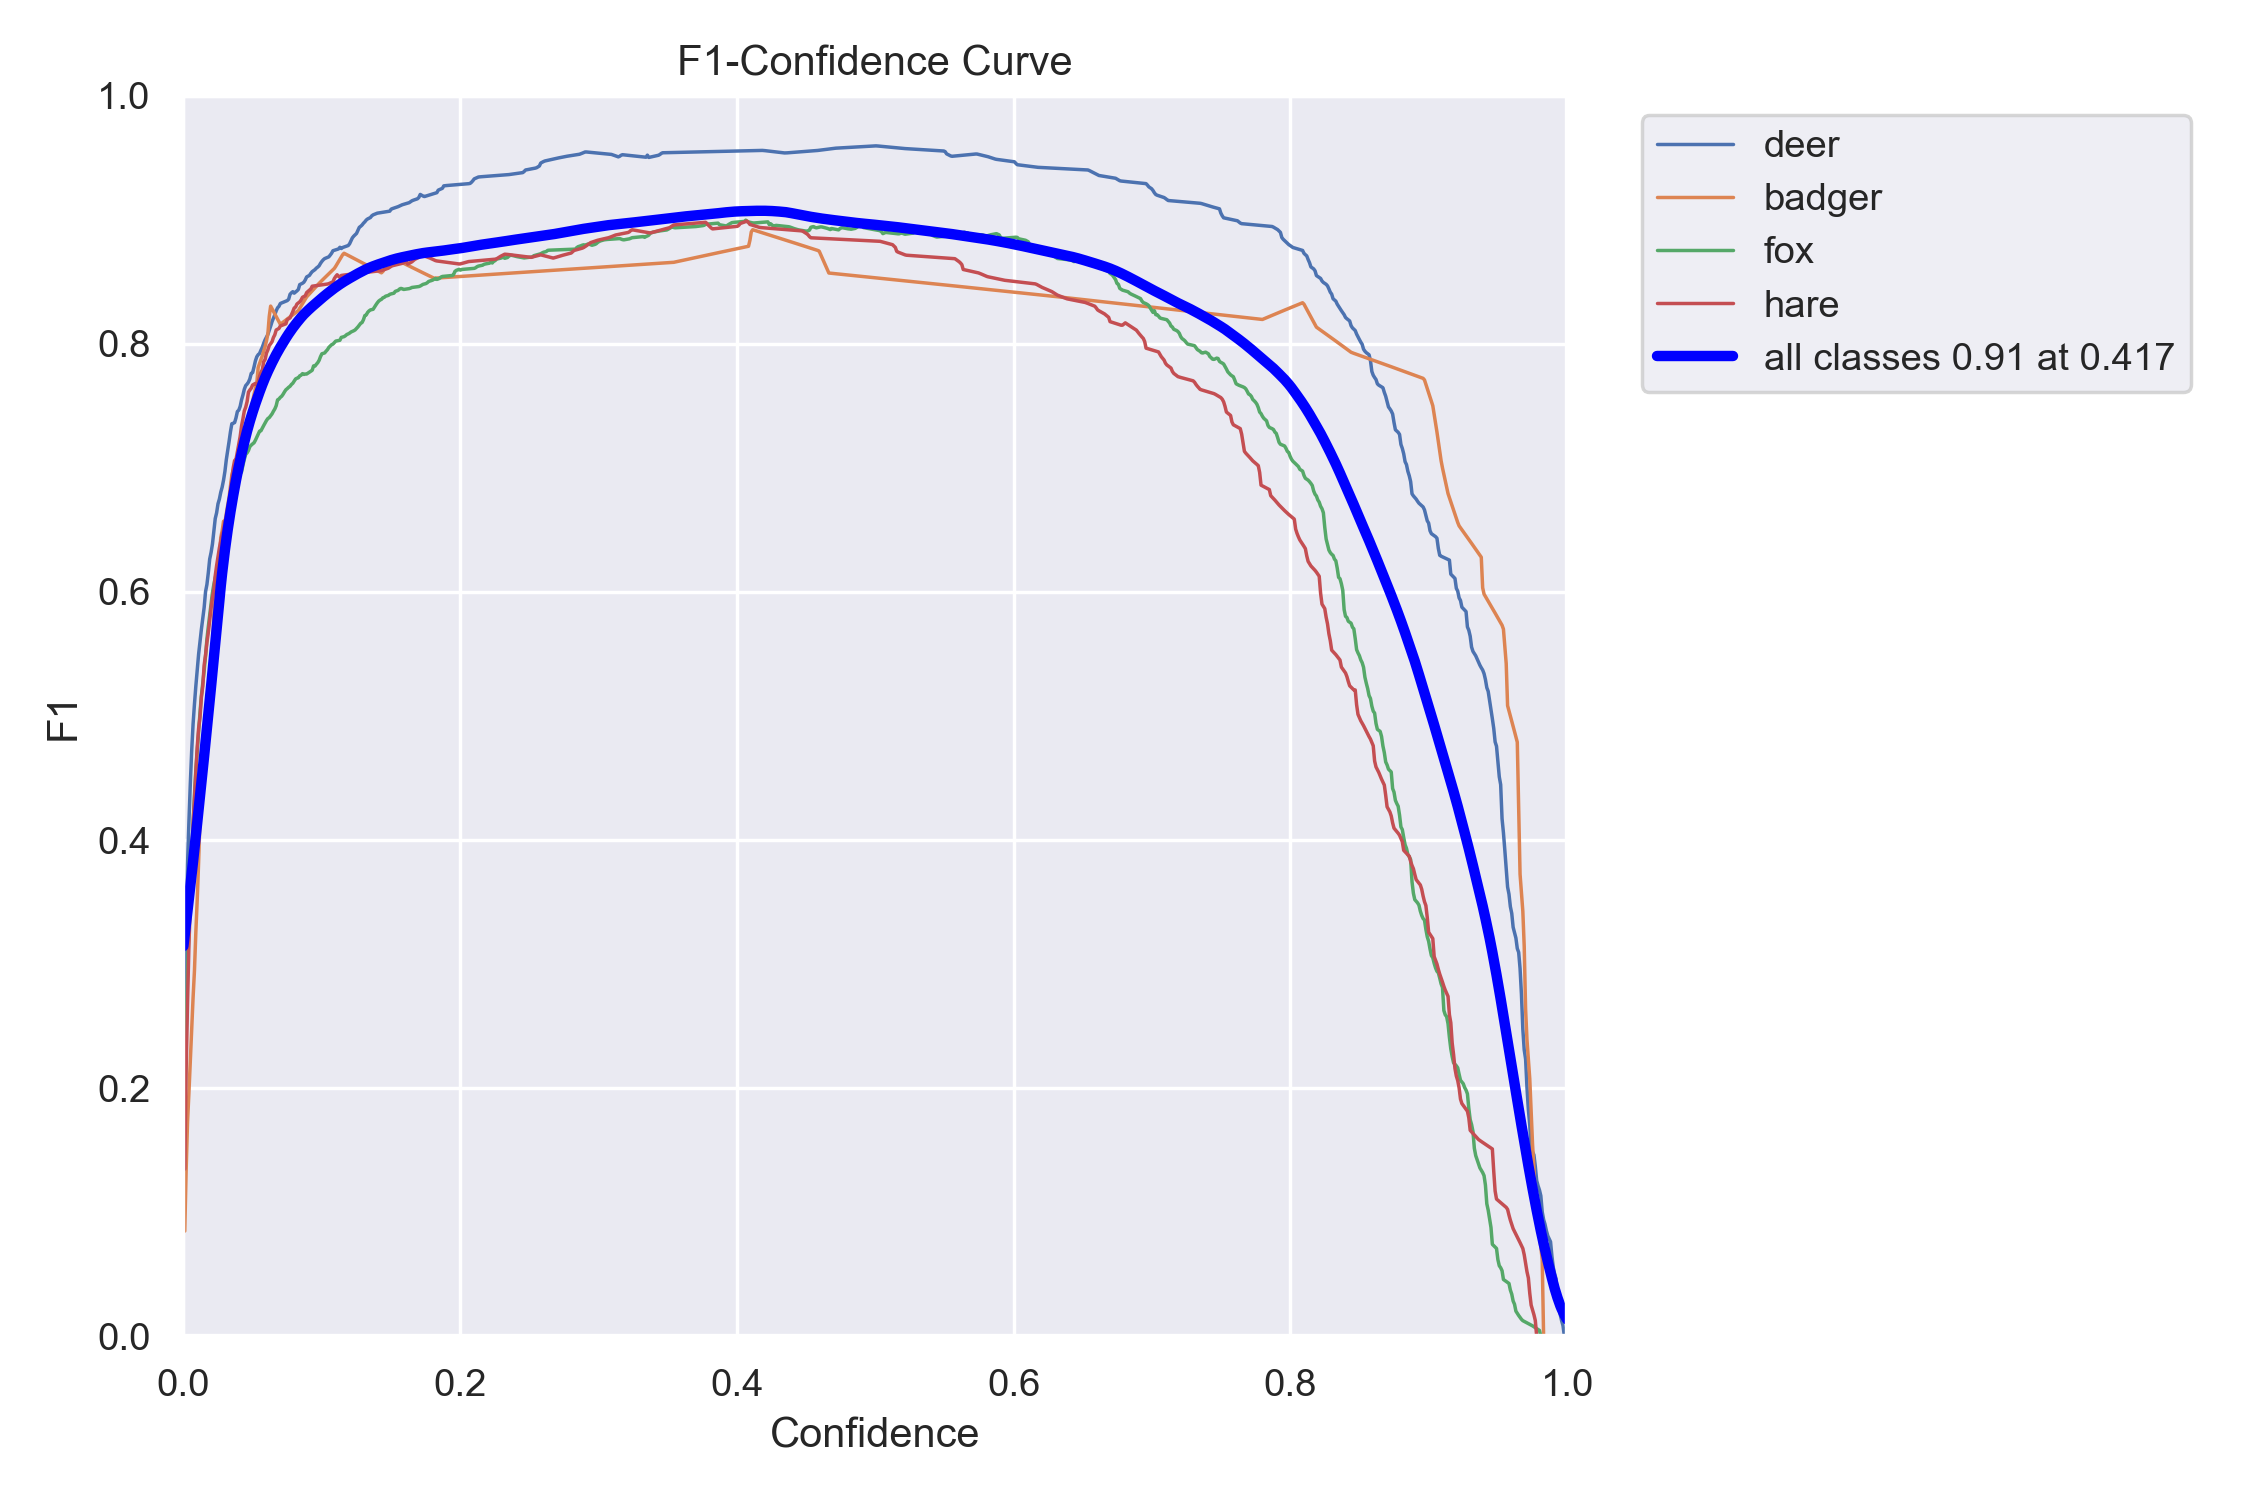 F1-Confidence Curve
1.0
0.8
0.6
0.4
0.2
0.0
F1
0.0 0.2 0.4 0.6 0.8 1.0
Confidence
deer
badger
fox
hare
all classes 0.91 at 0.417